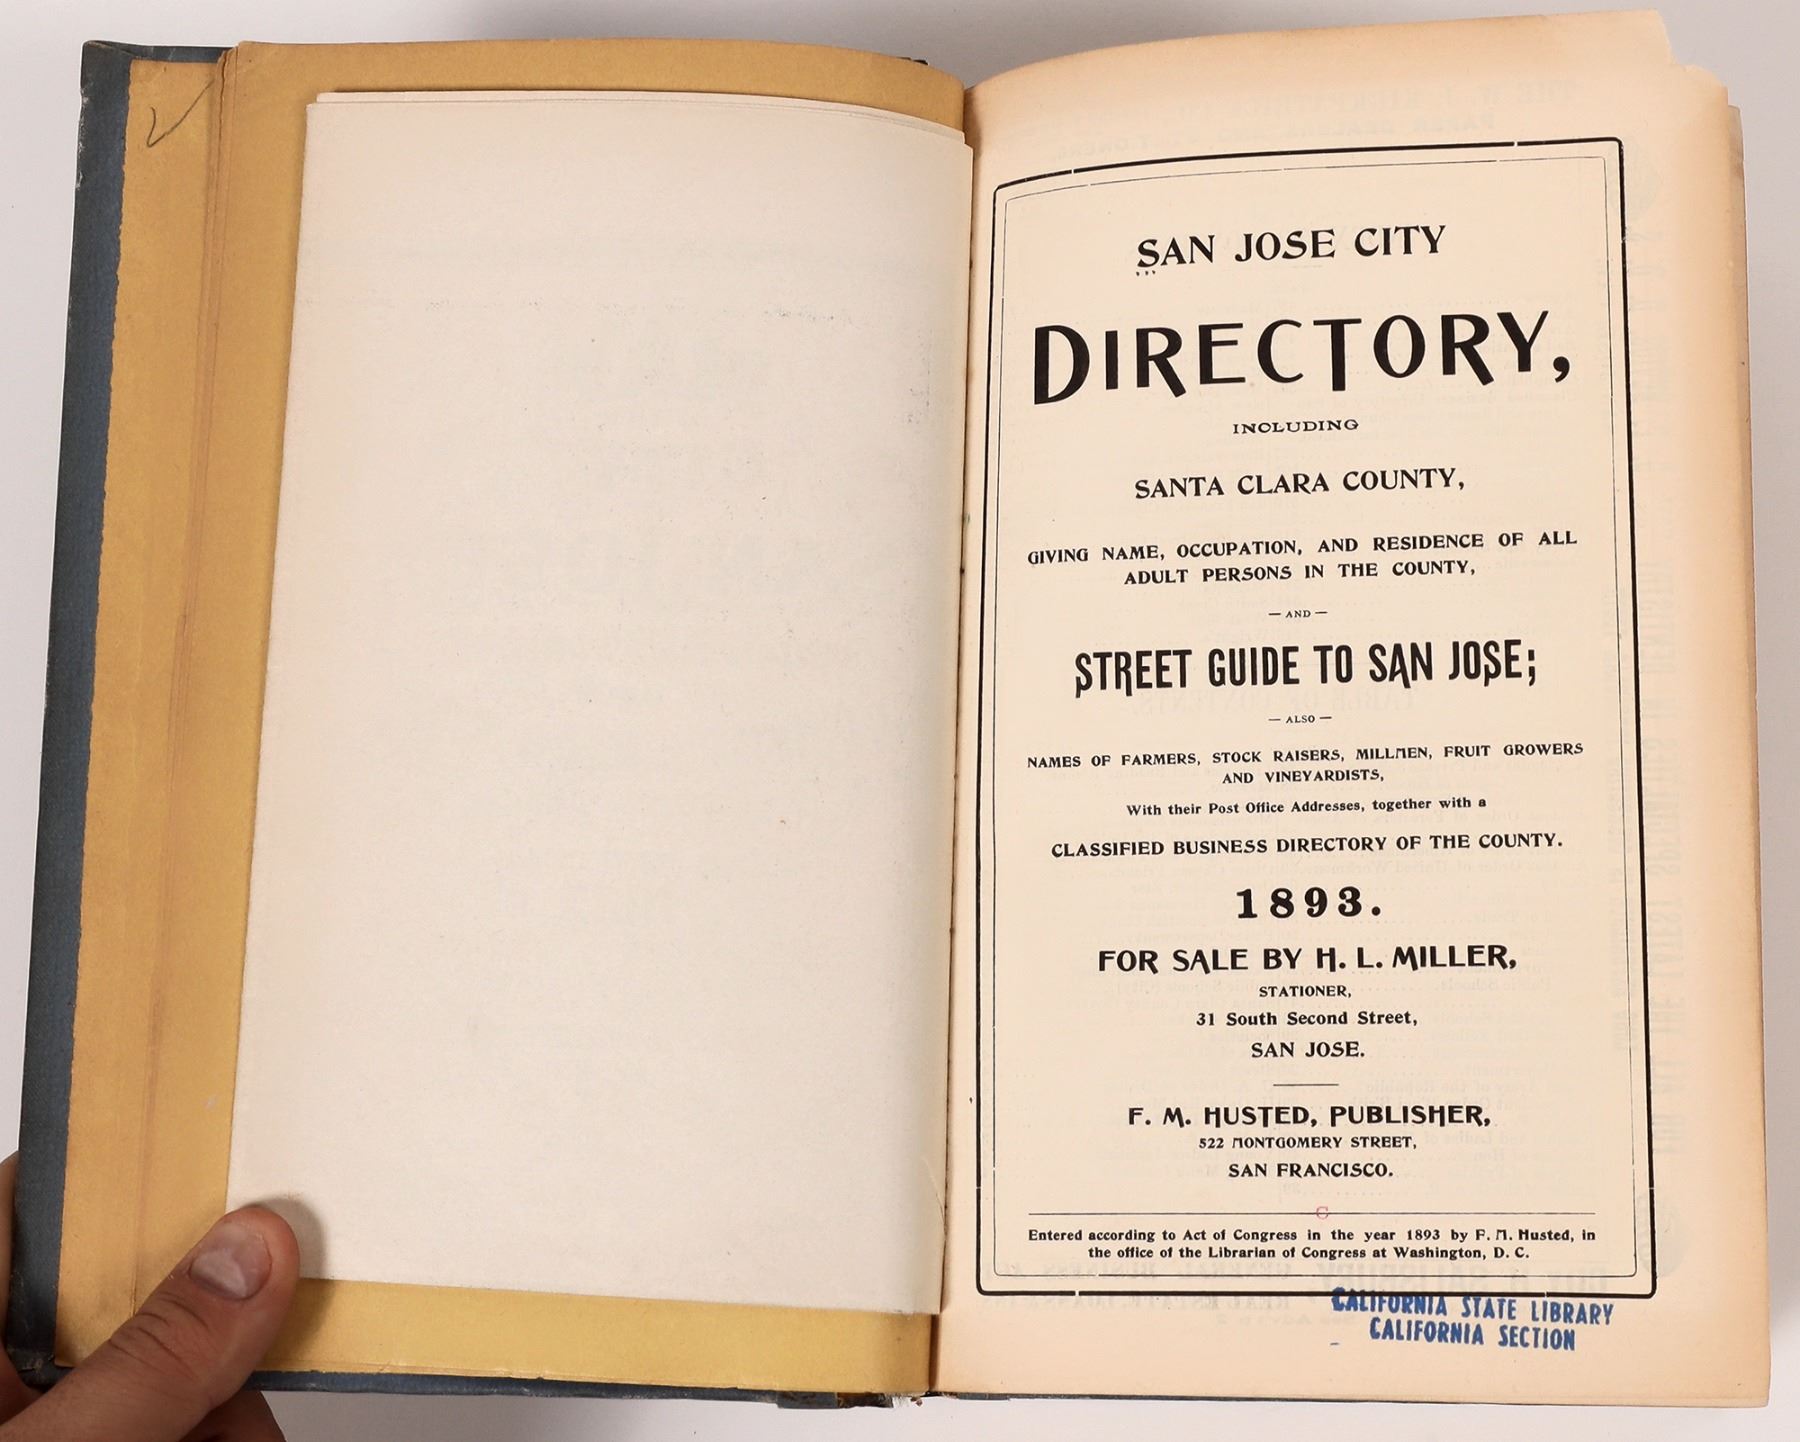 SAN JOSE CITY
DIRECTORY,
INCLUDING
SANTA CLARA COUNTY,
GIVING NAME, OCCUPATION, AND RESIDENCE OF ALL
ADULT PERSONS IN THE COUNTY,
— AND —
STREET GUIDE TO SAN JOSE;
— ALSO —
NAMES OF FARMERS, STOCK RAISERS, MILLMEN, FRUIT GROWERS
AND VINEYARDISTS,
With their Post Office Addresses, together with a
CLASSIFIED BUSINESS DIRECTORY OF THE COUNTY.
1893.
FOR SALE BY H. L. MILLER,
STATIONER,
31 South Second Street,
SAN JOSE.
F. M. HUSTED, PUBLISHER,
522 MONTGOMERY STREET,
SAN FRANCISCO.
C
Entered according to Act of Congress in the year 1893 by F. M. Husted, in
the office of the Librarian of Congress at Washington, D. C.
CALIFORNIA STATE LIBRARY
CALIFORNIA SECTION